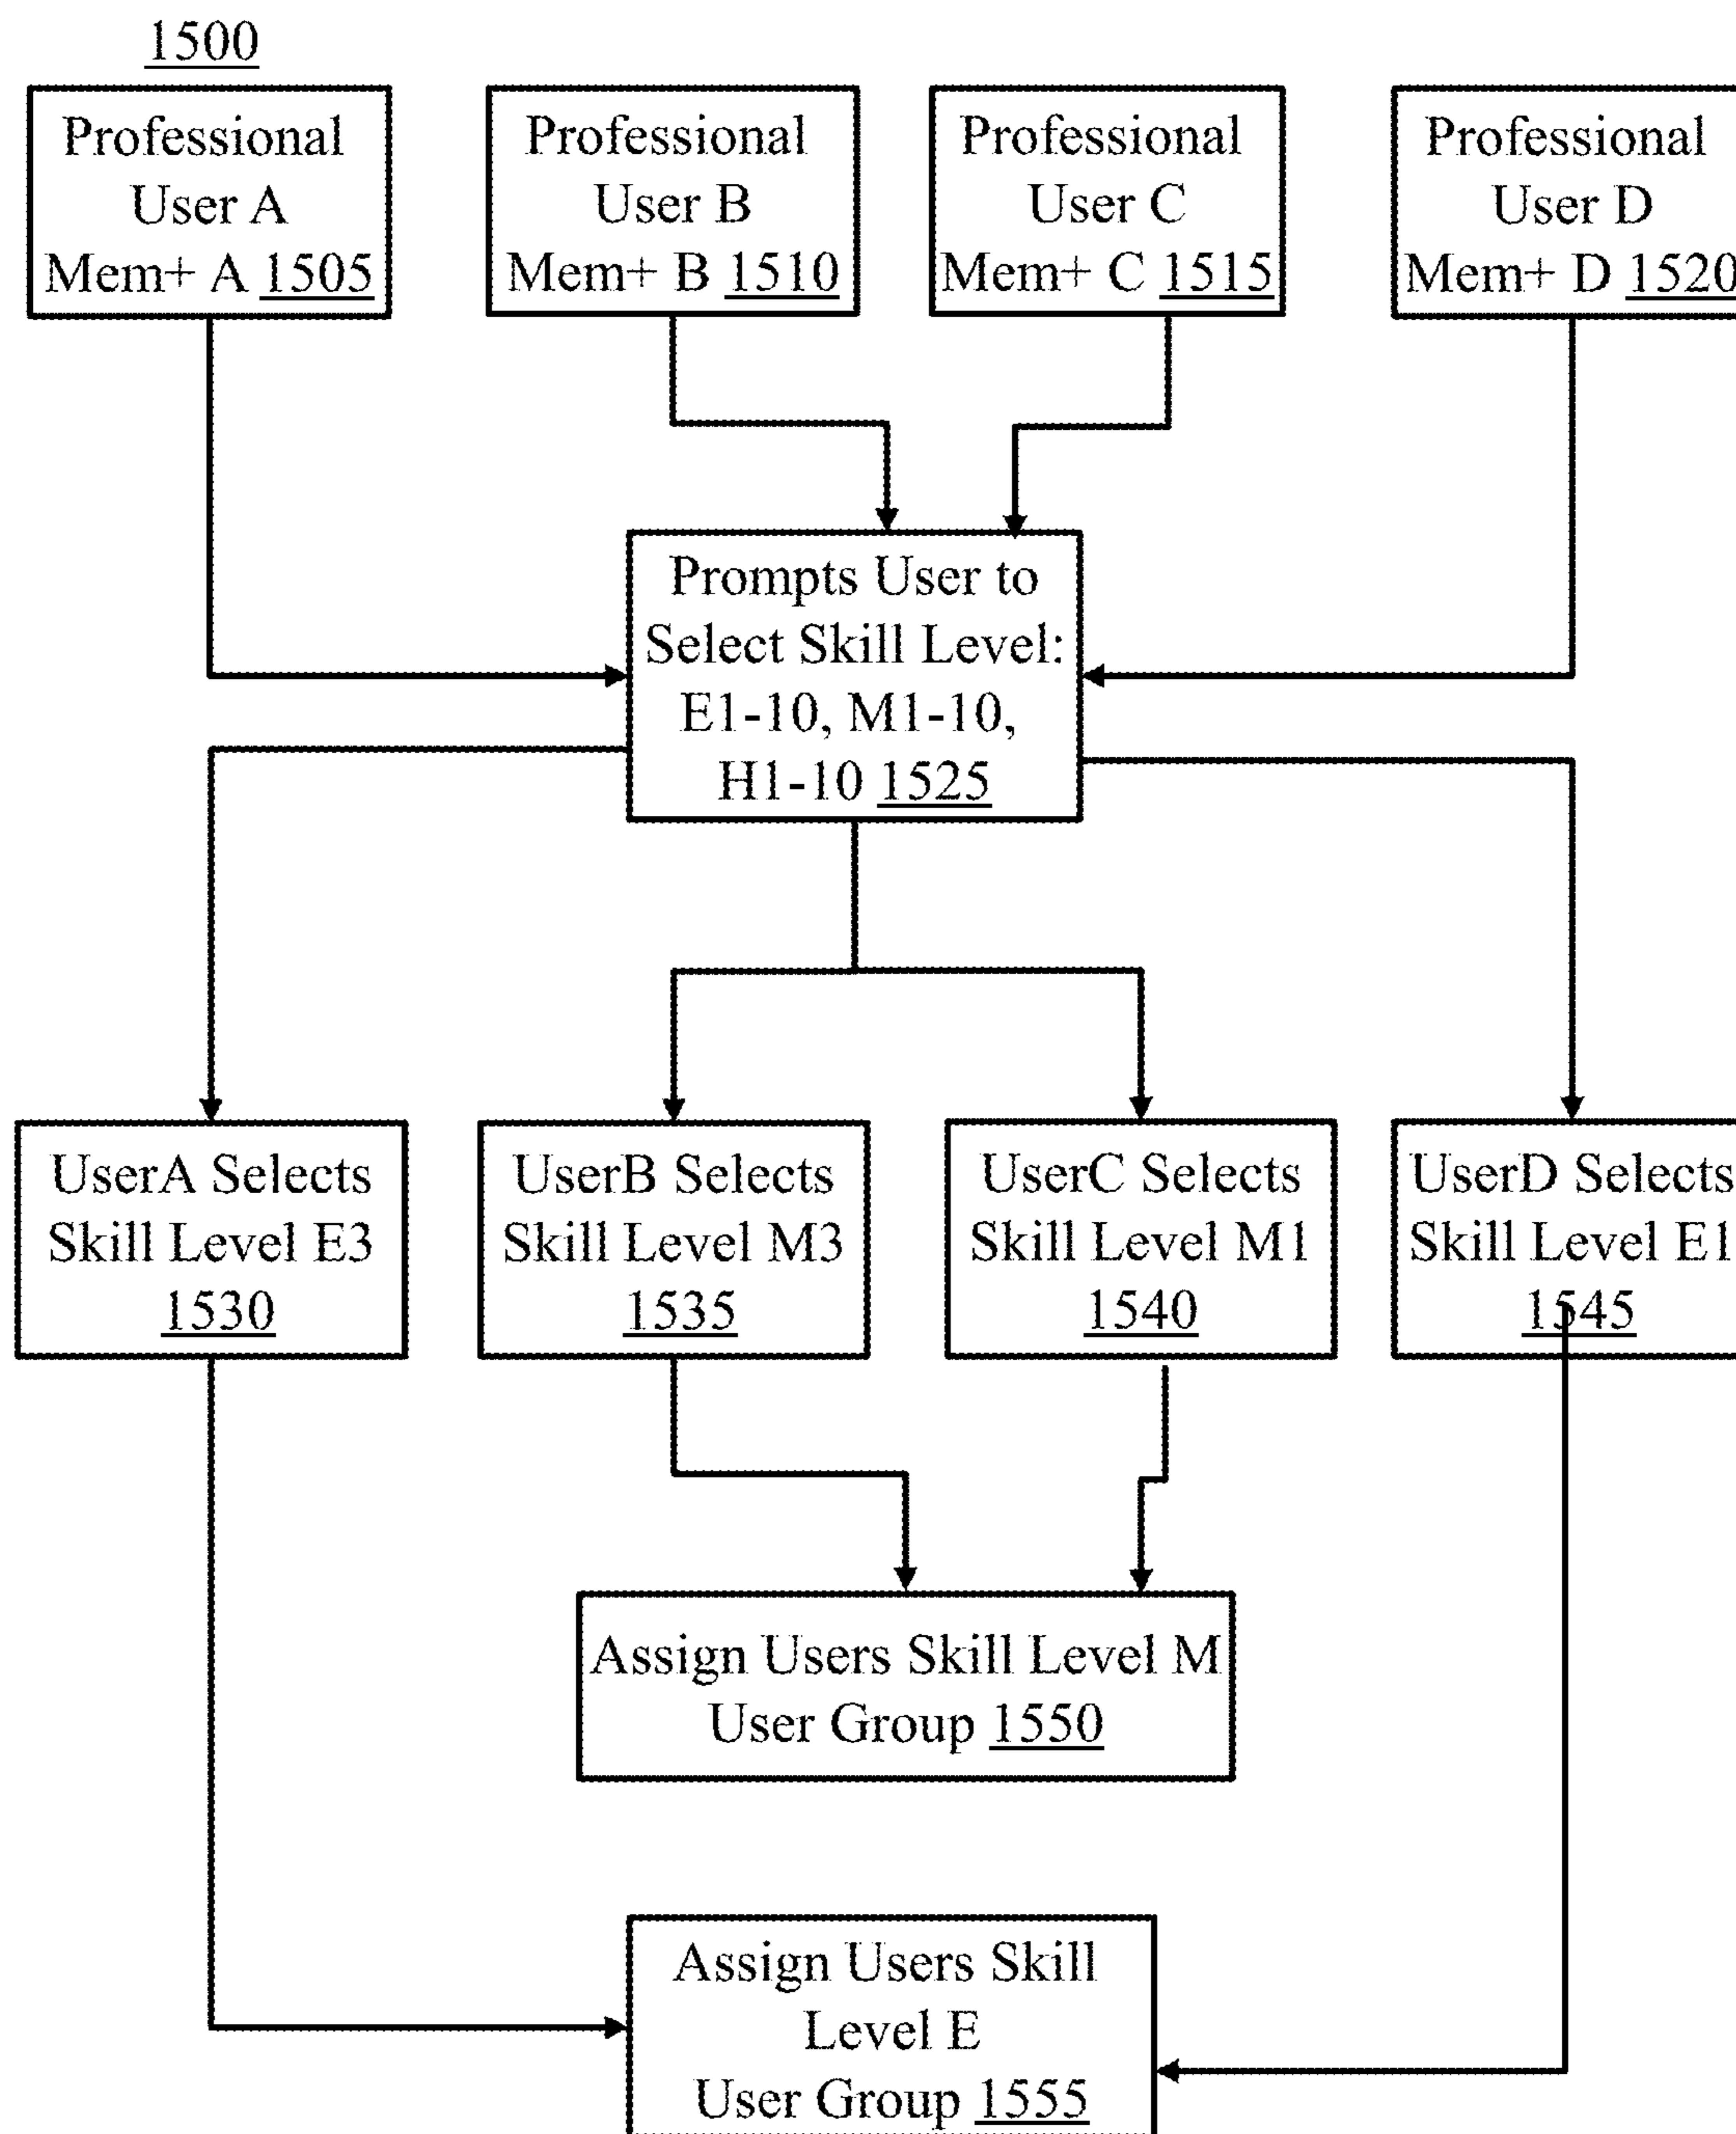 1500
Professional
User A
Mem+ A 1505
Professional
User B
Mem+ B 1510
Professional
User C
Mem+ C 1515
Professional
User D
Mem+ D 1520
Prompts User to
Select Skill Level:
E1-10, M1-10,
H1-10 1525
UserA Selects
Skill Level E3
1530
UserB Selects
Skill Level M3
1535
UserC Selects
Skill Level M1
1540
UserD Selects
Skill Level E1
1545
Assign Users Skill Level M
User Group 1550
Assign Users Skill
Level E
User Group 1555